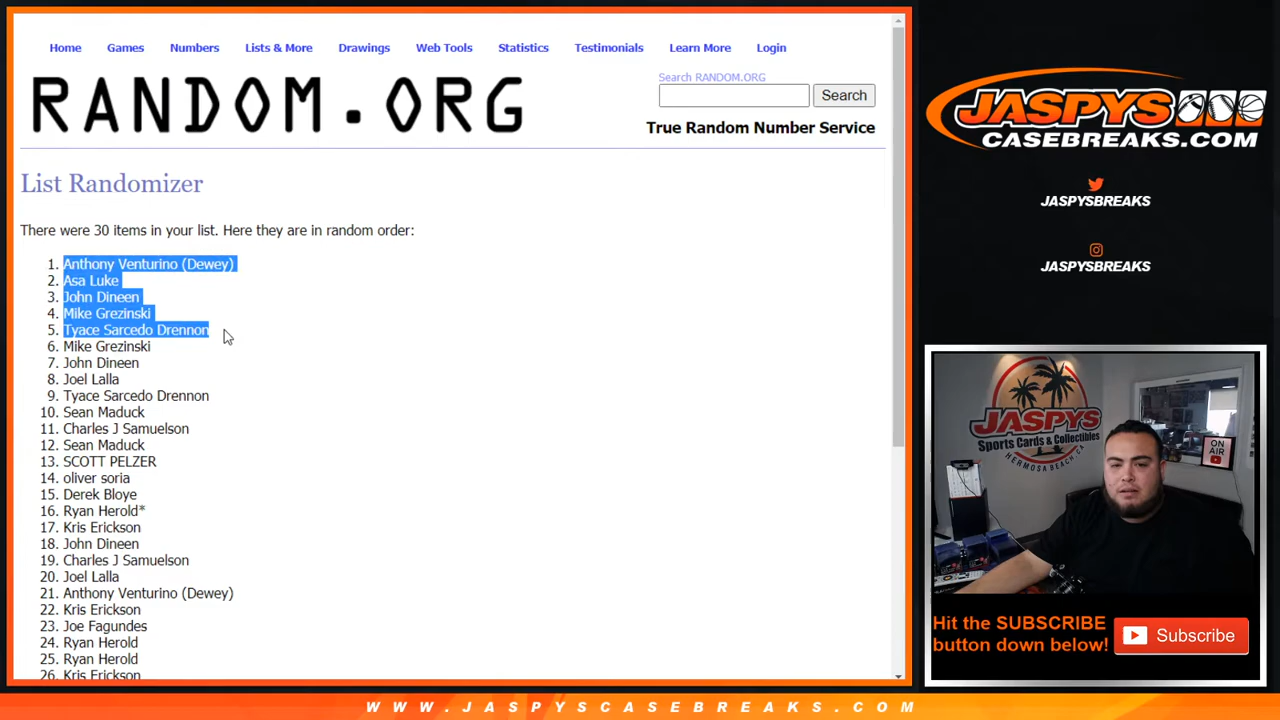 Home Games Numbers Lists & More Drawings Web Tools Statistics Testimonials Learn More Login
RANDOM.ORG
Search RANDOM.ORG
Search
True Random Number Service
List Randomizer
There were 30 items in your list. Here they are in random order:
1. Anthony Venturino (Dewey)
2. Asa Luke
3. John Dineen
4. Mike Grezinski
5. Tyace Sarcedo Drennon
6. Mike Grezinski
7. John Dineen
8. Joel Lalla
9. Tyace Sarcedo Drennon
10. Sean Maduck
11. Charles J Samuelson
12. Sean Maduck
13. SCOTT PELZER
14. oliver soria
15. Derek Bloye
16. Ryan Herold*
17. Kris Erickson
18. John Dineen
19. Charles J Samuelson
20. Joel Lalla
21. Anthony Venturino (Dewey)
22. Kris Erickson
23. Joe Fagundes
24. Ryan Herold
25. Ryan Herold
26. Kris Erickson
JASPYS
CASEBREAKS.COM
JASPYSBREAKS
JASPYSBREAKS
JASPYS
Sports Cards & Collectibles
HERMOSA BEACH, CA
ON
AIR
Hit the SUBSCRIBE
button down below!
Subscribe
WWW.JASPYSCASEBREAKS.COM